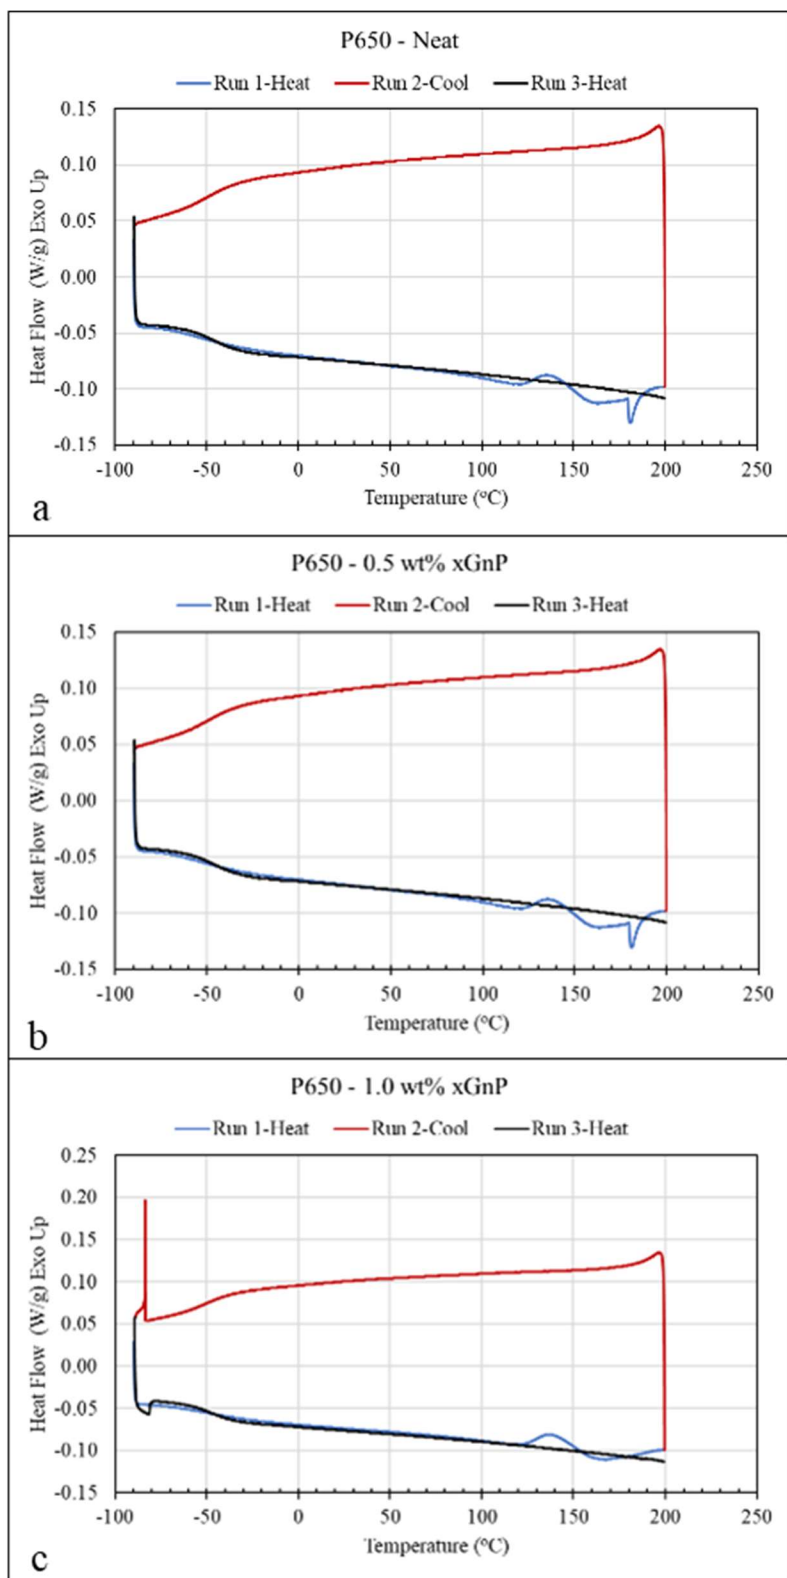 P650 - Neat
Run 1-Heat Run 2-Cool Run 3-Heat
0.15
0.10
0.05
0.00
-0.05
-0.10
-0.15
Heat Flow (W/g) Exo Up
-100 -50 0 50 100 150 200 250
Temperature (°C)
a
P650 - 0.5 wt% xGnP
Run 1-Heat Run 2-Cool Run 3-Heat
0.15
0.10
0.05
0.00
-0.05
-0.10
-0.15
Heat Flow (W/g) Exo Up
-100 -50 0 50 100 150 200 250
Temperature (°C)
b
P650 - 1.0 wt% xGnP
Run 1-Heat Run 2-Cool Run 3-Heat
0.25
0.20
0.15
0.10
0.05
0.00
-0.05
-0.10
-0.15
Heat Flow (W/g) Exo Up
-100 -50 0 50 100 150 200 250
Temperature (°C)
c